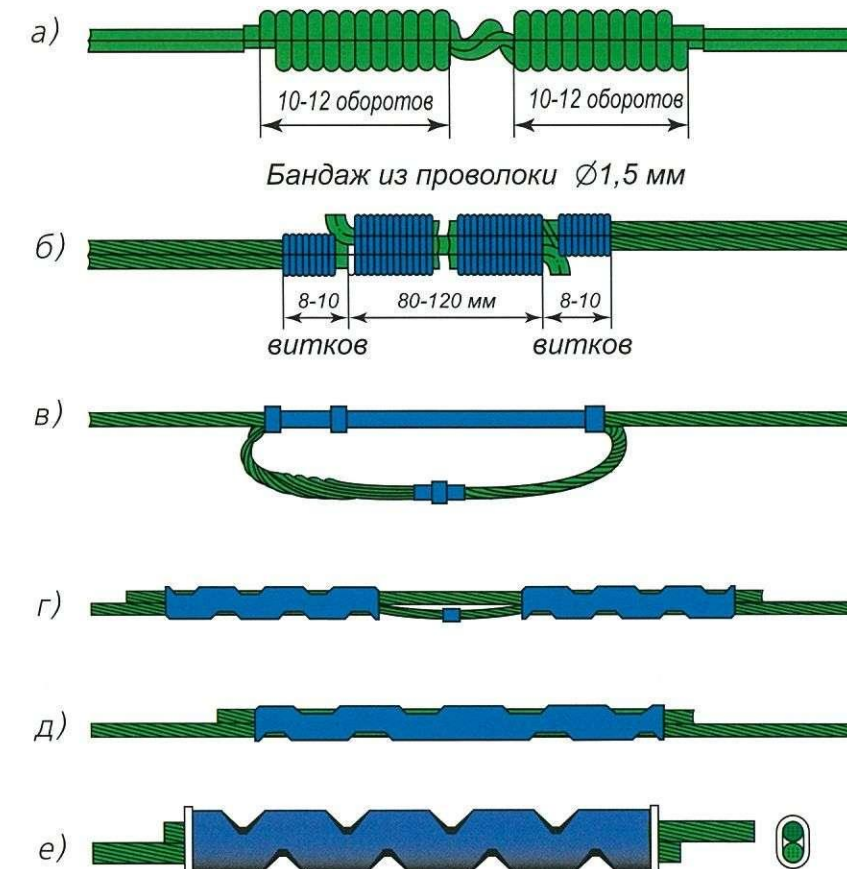 а)
10-12 оборотов 10-12 оборотов
Бандаж из проволоки ∅1,5 мм
б)
8-10 80-120 мм 8-10
витков витков
в)
г)
д)
е)